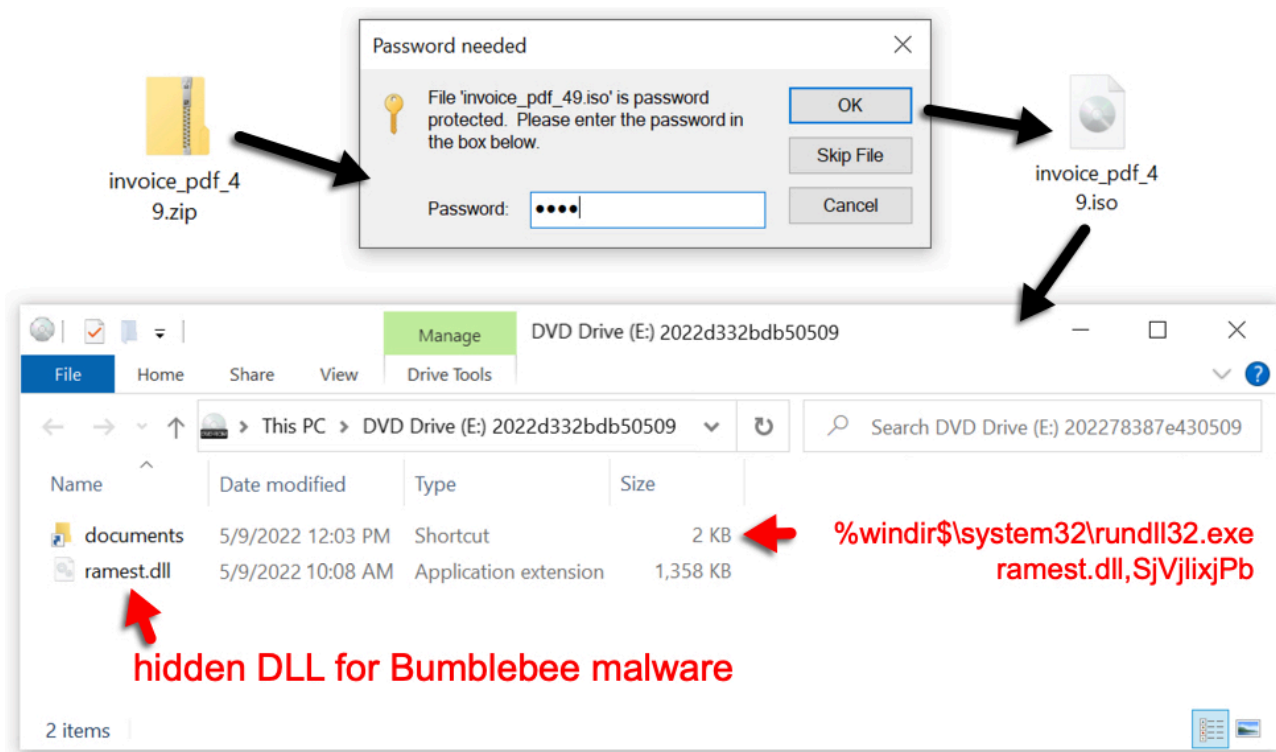 Password needed
File 'invoice_pdf_49.iso' is password
protected. Please enter the password in
the box below.
Password:
OK
Skip File
Cancel
invoice_pdf_4
9.zip
invoice_pdf_4
9.iso
Manage
DVD Drive (E:) 2022d332bdb50509
File
Home
Share
View
Drive Tools
This PC > DVD Drive (E:) 2022d332bdb50509
Search DVD Drive (E:) 202278387e430509
Name
Date modified
Type
Size
documents 5/9/2022 12:03 PM Shortcut 2 KB
ramest.dll 5/9/2022 10:08 AM Application extension 1,358 KB
%windir$\system32\rundll32.exe
ramest.dll,SjVjlixjPb
hidden DLL for Bumblebee malware
2 items